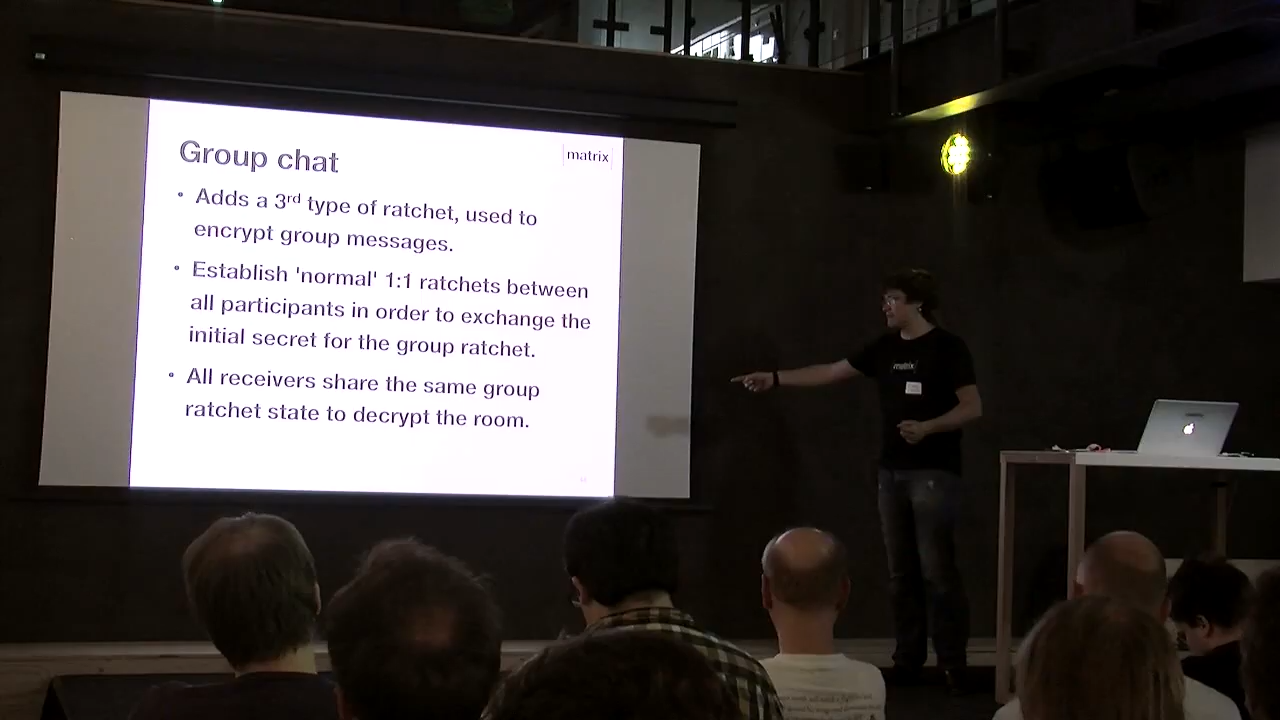 Group chat
matrix
• Adds a 3rd type of ratchet, used to
encrypt group messages.
• Establish 'normal' 1:1 ratchets between
all participants in order to exchange the
initial secret for the group ratchet.
• All receivers share the same group
ratchet state to decrypt the room.
matrix